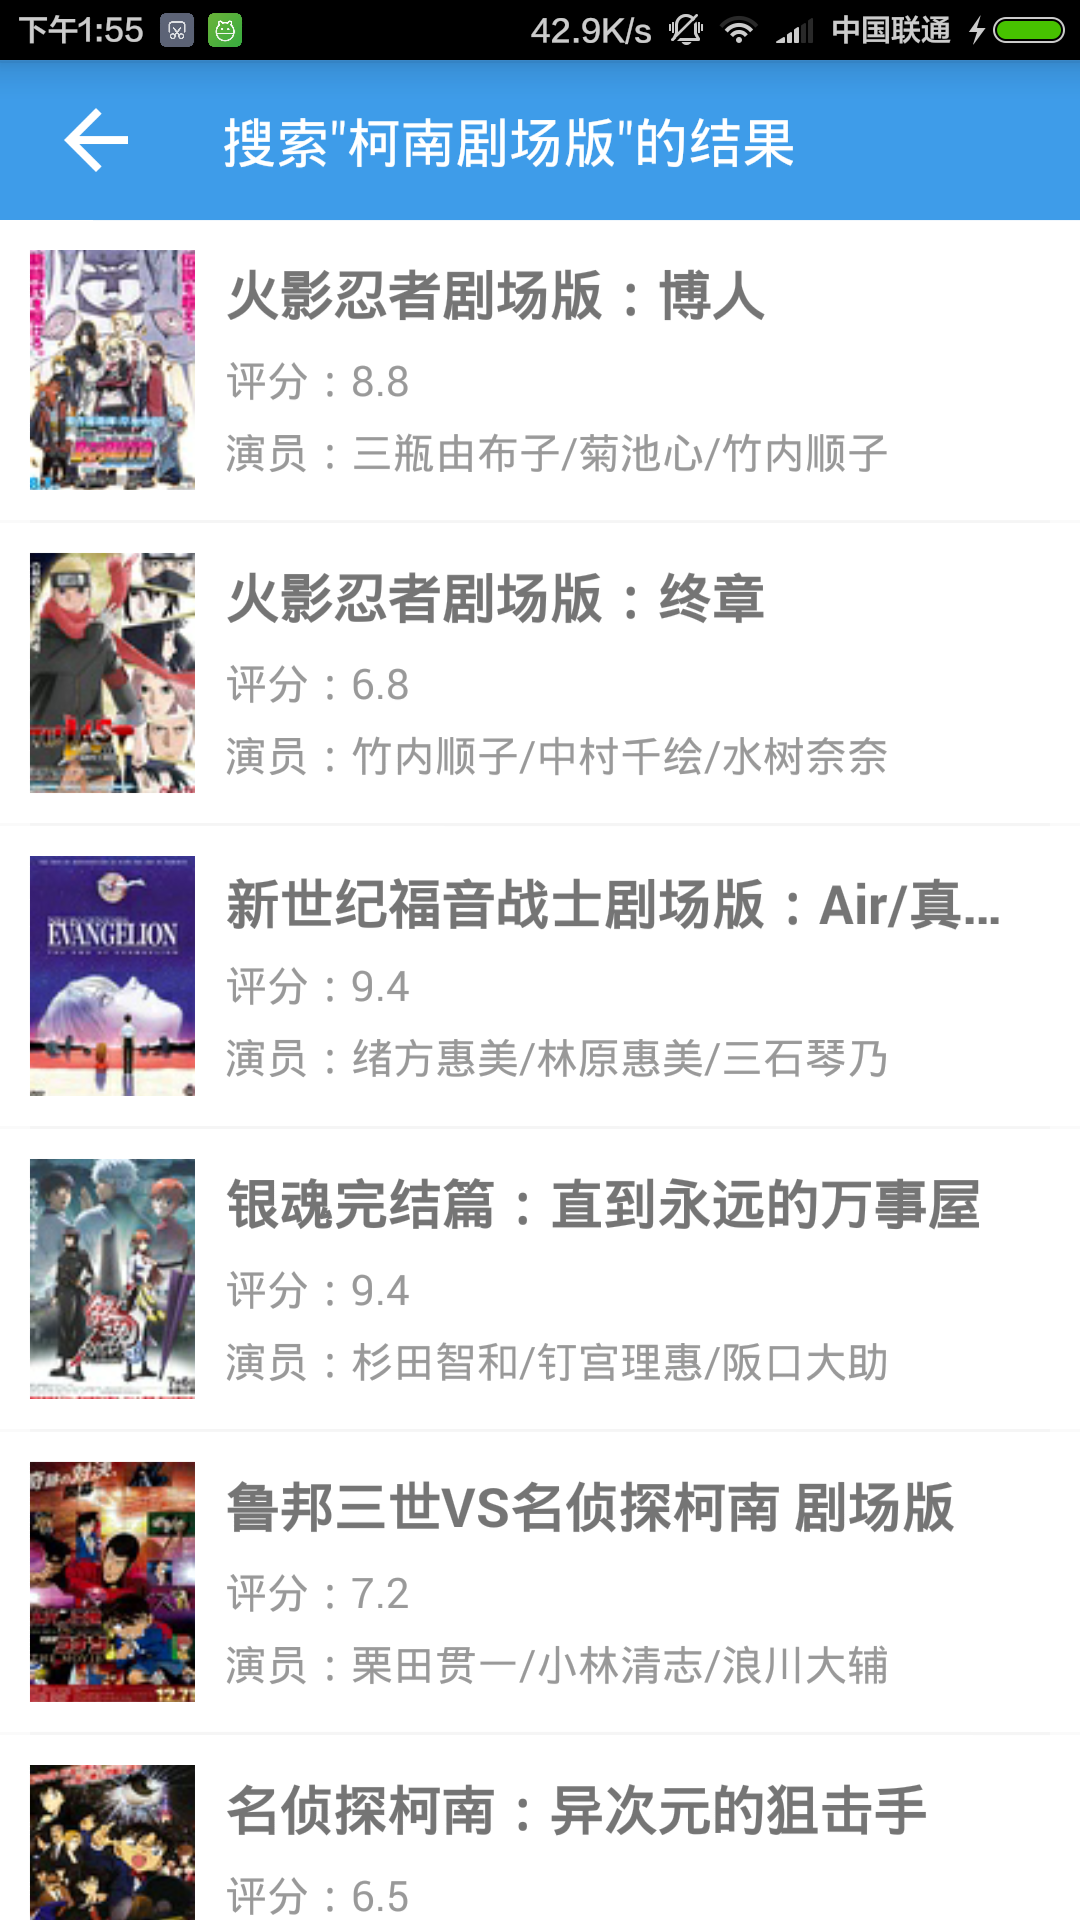 下午1:55 42.9K/s 中国联通
搜索"柯南剧场版"的结果
火影忍者剧场版：博人
评分：8.8
演员：三瓶由布子/菊池心/竹内顺子
火影忍者剧场版：终章
评分：6.8
演员：竹内顺子/中村千绘/水树奈奈
EVANGELION
新世纪福音战士剧场版：Air/真...
评分：9.4
演员：绪方惠美/林原惠美/三石琴乃
银魂完结篇：直到永远的万事屋
评分：9.4
演员：杉田智和/钉宫理惠/阪口大助
鲁邦三世VS名侦探柯南 剧场版
评分：7.2
演员：栗田贯一/小林清志/浪川大辅
名侦探柯南：异次元的狙击手
评分：6.5